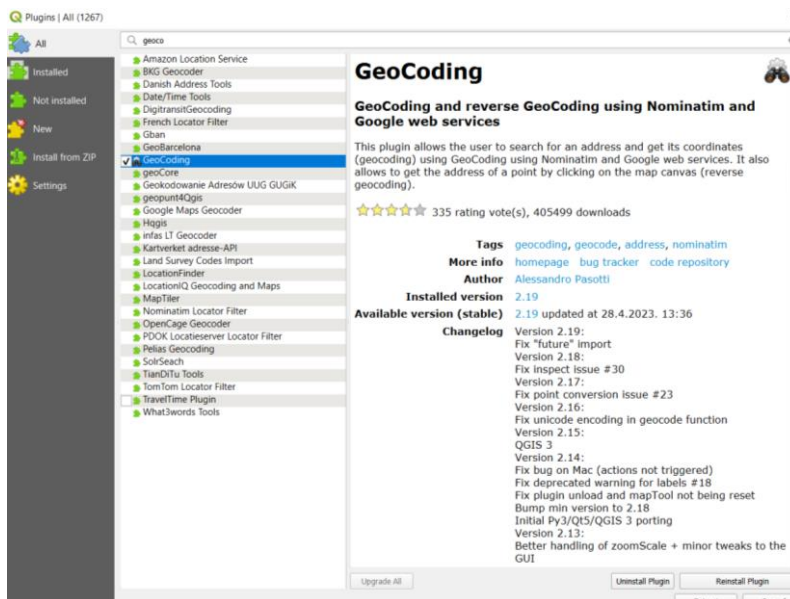 Plugins | All (1267)
All
Installed
Not installed
New
Install from ZIP
Settings
geoco
Amazon Location Service
BKG Geocoder
Danish Address Tools
Date/Time Tools
DigitransitGeocoding
French Locator Filter
Gban
GeoBarcelona
GeoCoding
geoCore
Geokodowanie Adresów UUG GUGiK
geopunt4Qgis
Google Maps Geocoder
Hqgis
infas LT Geocoder
Kartverket adresse-API
Land Survey Codes Import
LocationFinder
LocationIQ Geocoding and Maps
MapTiler
Nominatim Locator Filter
OpenCage Geocoder
PDOK Locatieserver Locator Filter
Pelias Geocoding
SolrSeach
TianDiTu Tools
TomTom Locator Filter
TravelTime Plugin
What3words Tools
GeoCoding
GeoCoding and reverse GeoCoding using Nominatim and
Google web services
This plugin allows the user to search for an address and get its coordinates
(geocoding) using GeoCoding using Nominatim and Google web services. It also
allows to get the address of a point by clicking on the map canvas (reverse
geocoding).
335 rating vote(s), 405499 downloads
Tags geocoding, geocode, address, nominatim
More info homepage bug tracker code repository
Author Alessandro Pasotti
Installed version 2.19
Available version (stable) 2.19 updated at 28.4.2023. 13:36
Changelog Version 2.19:
Fix "future" import
Version 2.18:
Fix inspect issue #30
Version 2.17:
Fix point conversion issue #23
Version 2.16:
Fix unicode encoding in geocode function
Version 2.15:
QGIS 3
Version 2.14:
Fix bug on Mac (actions not triggered)
Fix deprecated warning for labels #18
Fix plugin unload and mapTool not being reset
Bump min version to 2.18
Initial Py3/Qt5/QGIS 3 porting
Version 2.13:
Better handling of zoomScale + minor tweaks to the
GUI
Upgrade All
Uninstall Plugin
Reinstall Plugin